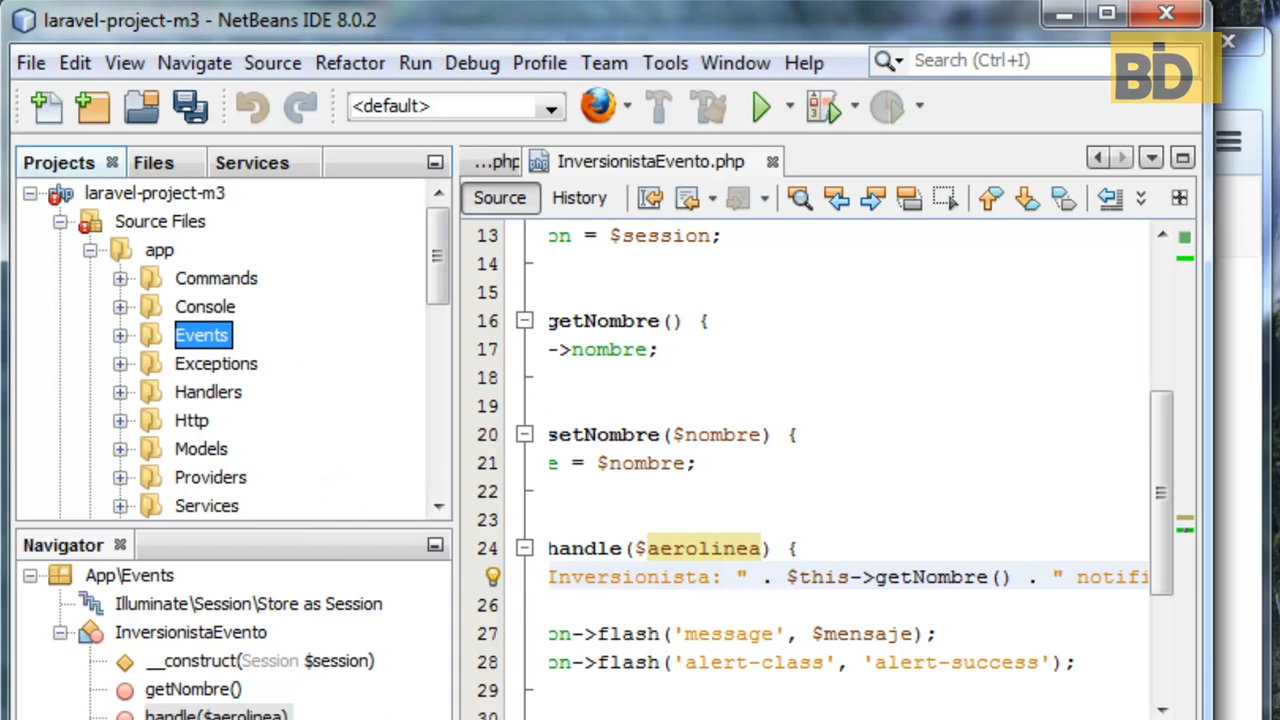 laravel-project-m3 - NetBeans IDE 8.0.2
File Edit View Navigate Source Refactor Run Debug Profile Team Tools Window Help
Search (Ctrl+I)
BD
<default>
Projects Files Services
...php InversionistaEvento.php
laravel-project-m3
Source Files
app
Commands
Console
Events
Exceptions
Handlers
Http
Models
Providers
Services
Source History
13 on = $session;
14
15
16 getNombre() {
17 ->nombre;
18
19
20 setNombre($nombre) {
21 e = $nombre;
22
23
24 handle($aerolinea) {
Inversionista: " . $this->getNombre() . " notifi
26
27 on->flash('message', $mensaje);
28 on->flash('alert-class', 'alert-success');
29
30
Navigator
App\Events
Illuminate\Session\Store as Session
InversionistaEvento
__construct(Session $session)
getNombre()
handle($aerolinea)